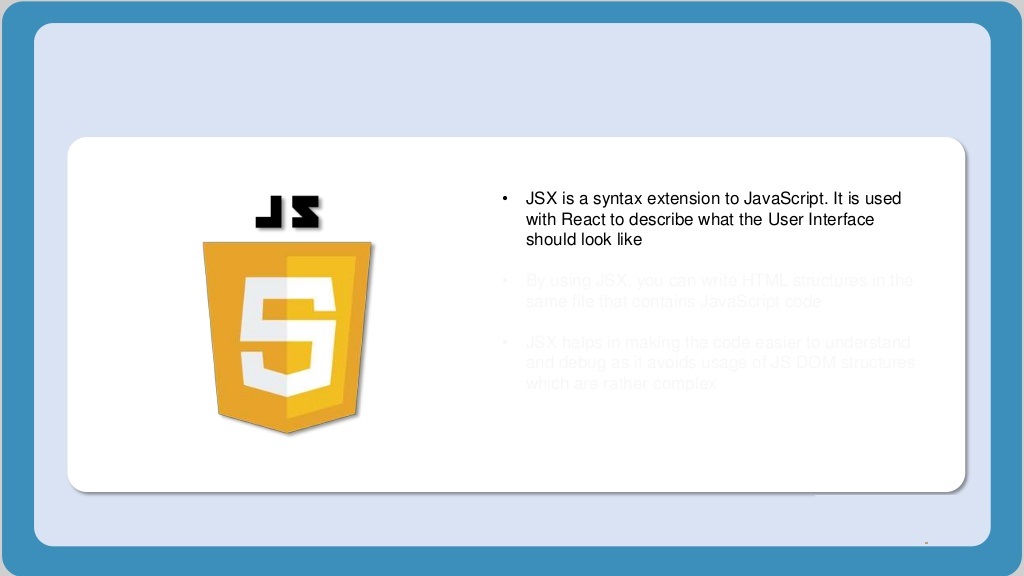 JS
5
• JSX is a syntax extension to JavaScript. It is used
with React to describe what the User Interface
should look like
• By using JSX, you can write HTML structures in the
same file that contains JavaScript code
• JSX helps in making the code easier to understand
and debug as it avoids usage of JS DOM structures
which are rather complex